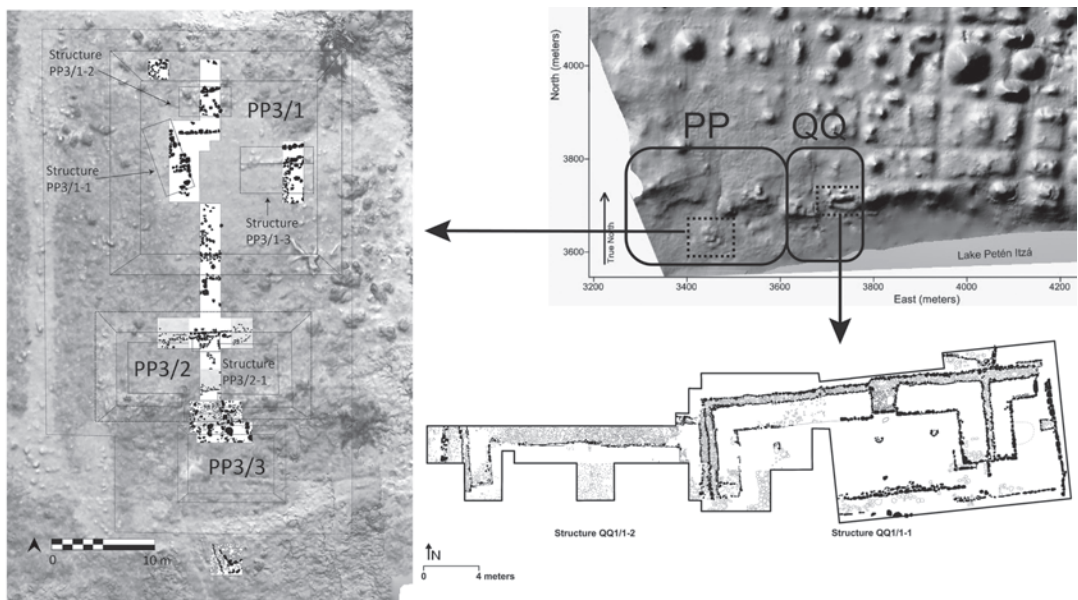 Structure
PP3/1-2
PP3/1
Structure
PP3/1-1
Structure
PP3/1-3
PP3/2
Structure
PP3/2-1
PP3/3
0
10 m
North (meters)
4000
3800
3600
True North
PP
QQ
Lake Petén Itzá
3200
3400
3600
3800
4000
4200
East (meters)
Structure QQ1/1-2
Structure QQ1/1-1
N
0
4 meters